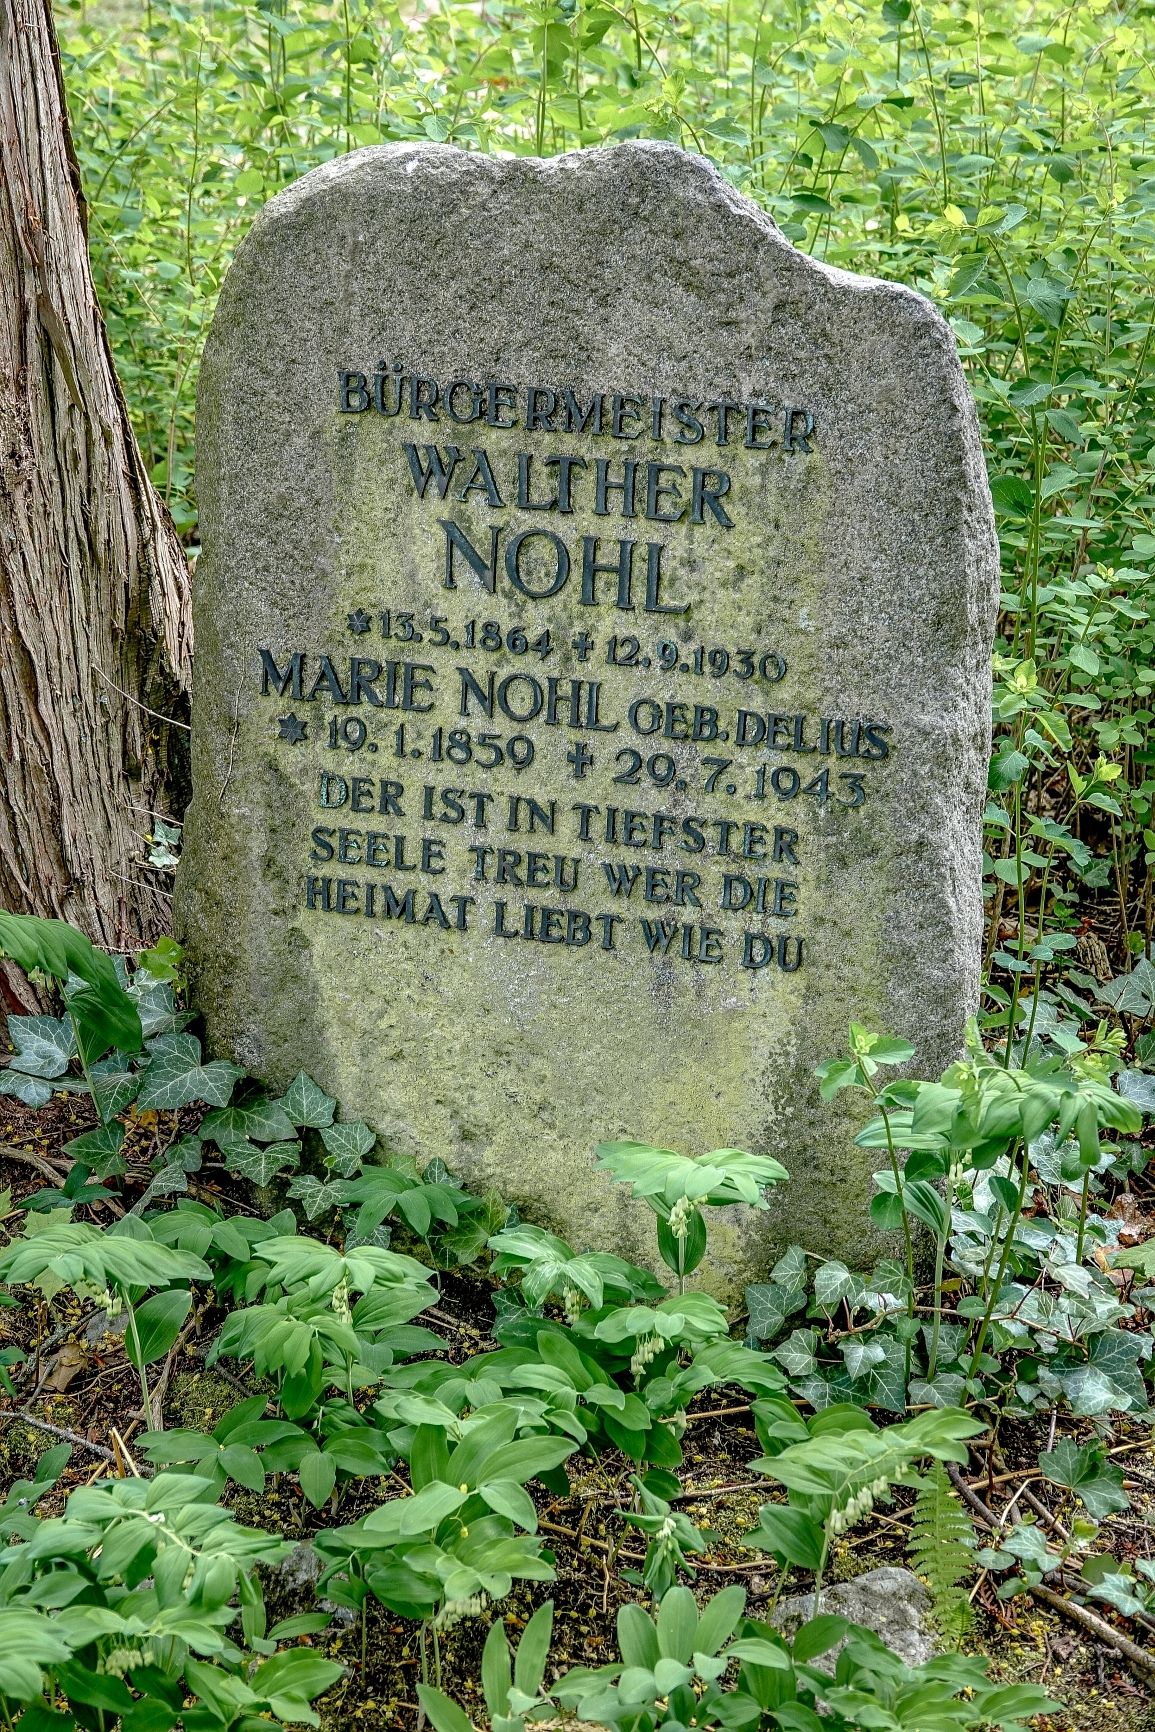 BÜRGERMEISTER
WALTHER
NOHL
* 13.5.1864 ✝ 12.9.1930
MARIE NOHL GEB. DELIUS
* 19.1.1859 ✝ 29.7.1943
DER IST IN TIEFSTER
SEELE TREU WER DIE
HEIMAT LIEBT WIE DU